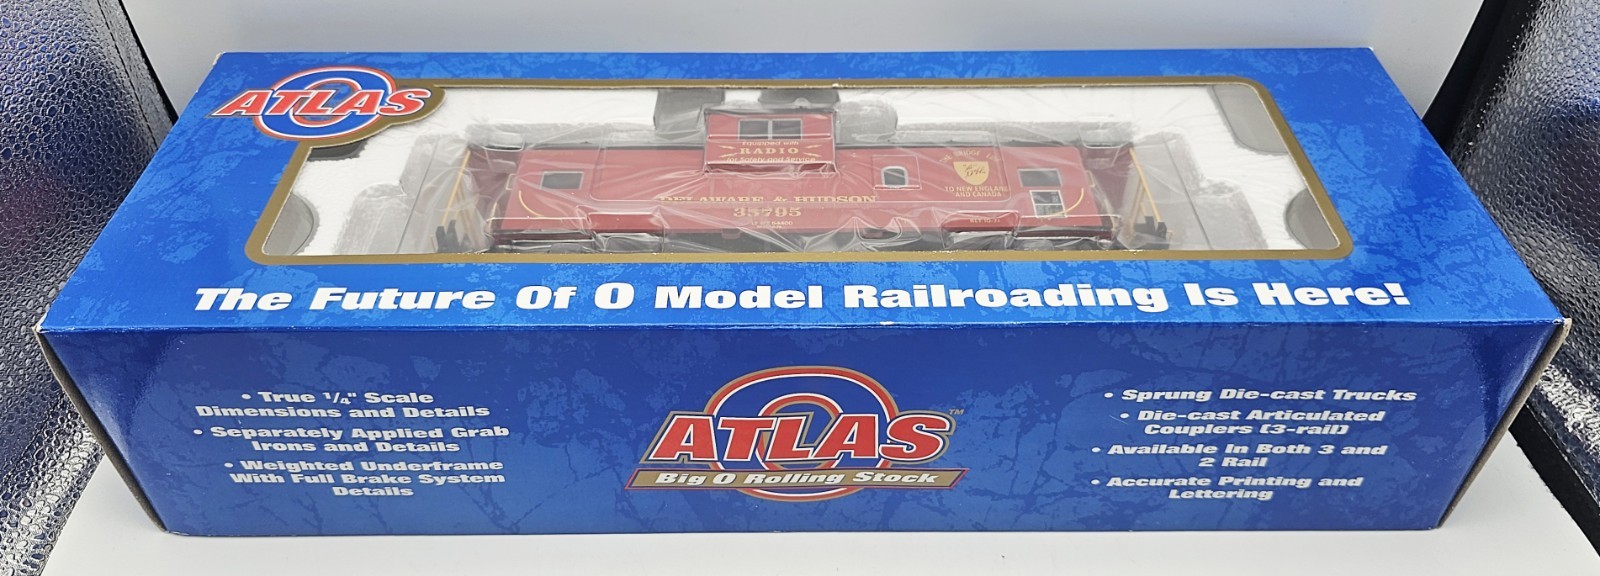 ATLAS
Equipped with
RADIO
for Safety and Service
DELAWARE & HUDSON
35795
TO NEW ENGLAND
AND CANADA
The Future Of O Model Railroading Is Here!
• True 1/4" Scale
Dimensions and Details
• Separately Applied Grab
Irons and Details
• Weighted Underframe
With Full Brake System
Details
ATLAS™
Big O Rolling Stock
• Sprung Die-cast Trucks
• Die-cast Articulated
Couplers (3-rail)
• Available In Both 3 and
2 Rail
• Accurate Printing and
Lettering